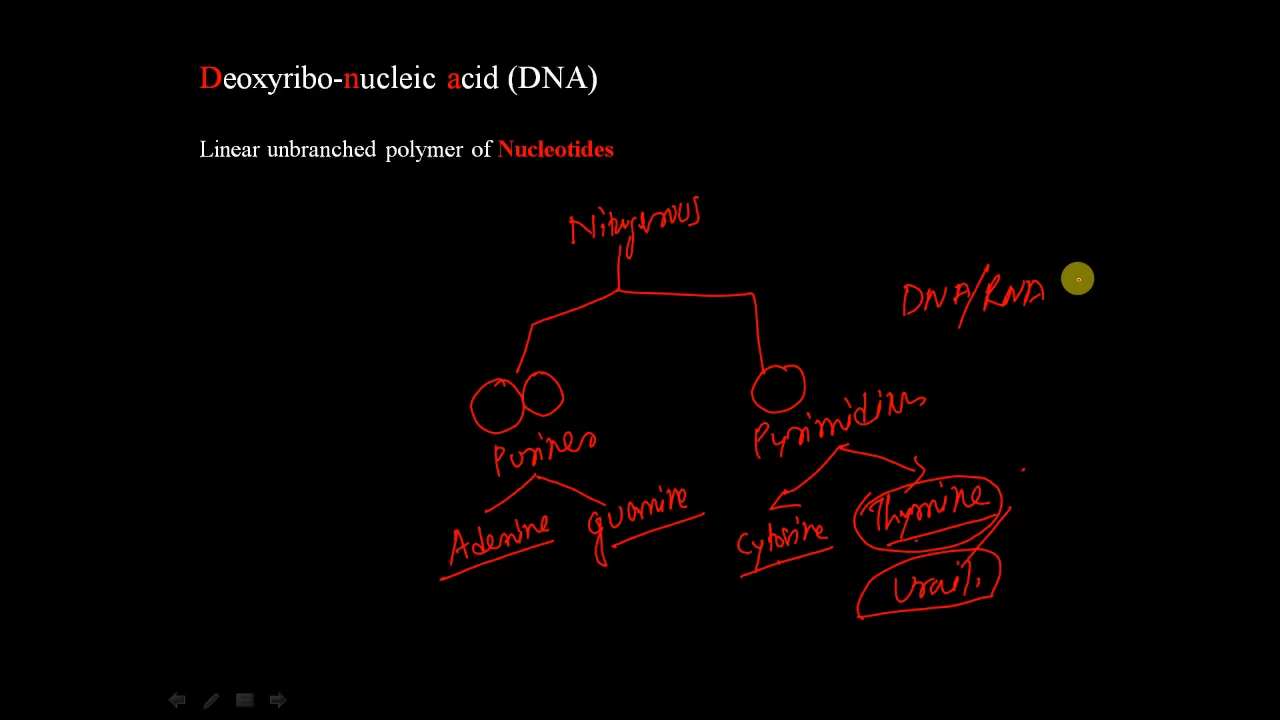 Deoxyribo-nucleic acid (DNA)
Linear unbranched polymer of Nucleotides
Nitrogenous
DNA/RNA
Purines
Pyrimidines
Adenine
guanine
Cytosine
Thymine
Uracil